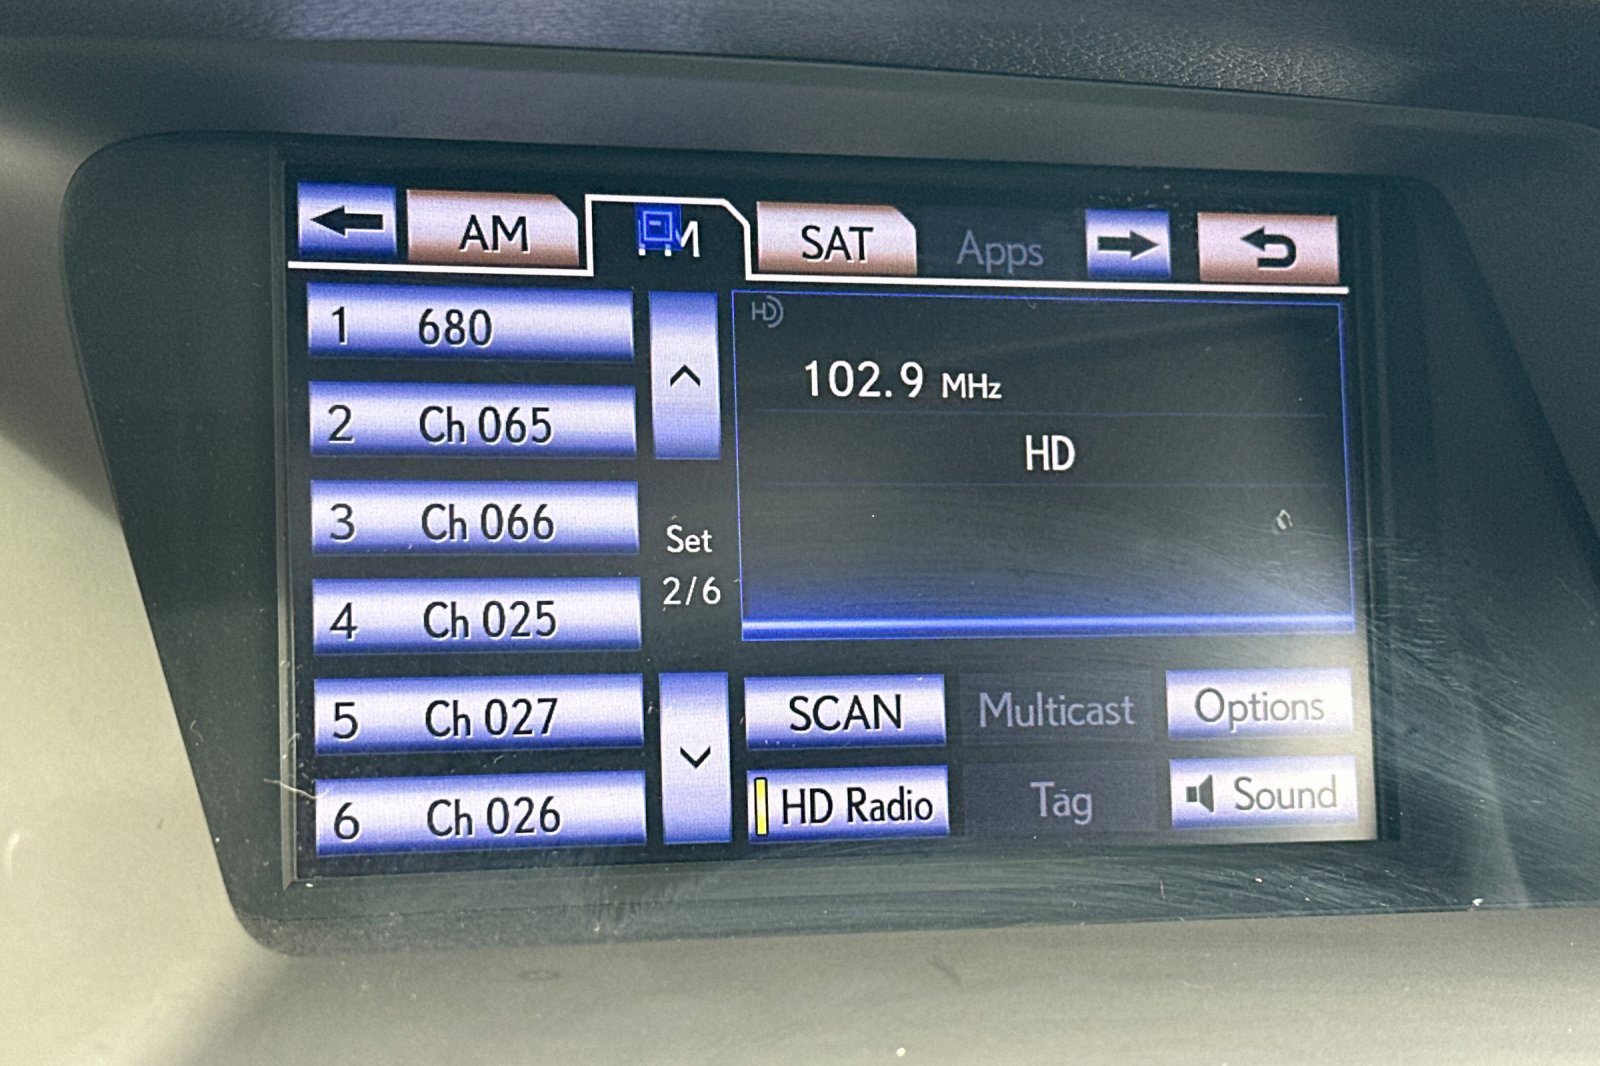 AM
SAT
Apps
1 680
2 Ch 065
3 Ch 066
4 Ch 025
5 Ch 027
6 Ch 026
Set
2/6
HD
102.9 MHz
HD
SCAN
Multicast
Options
HD Radio
Tag
Sound